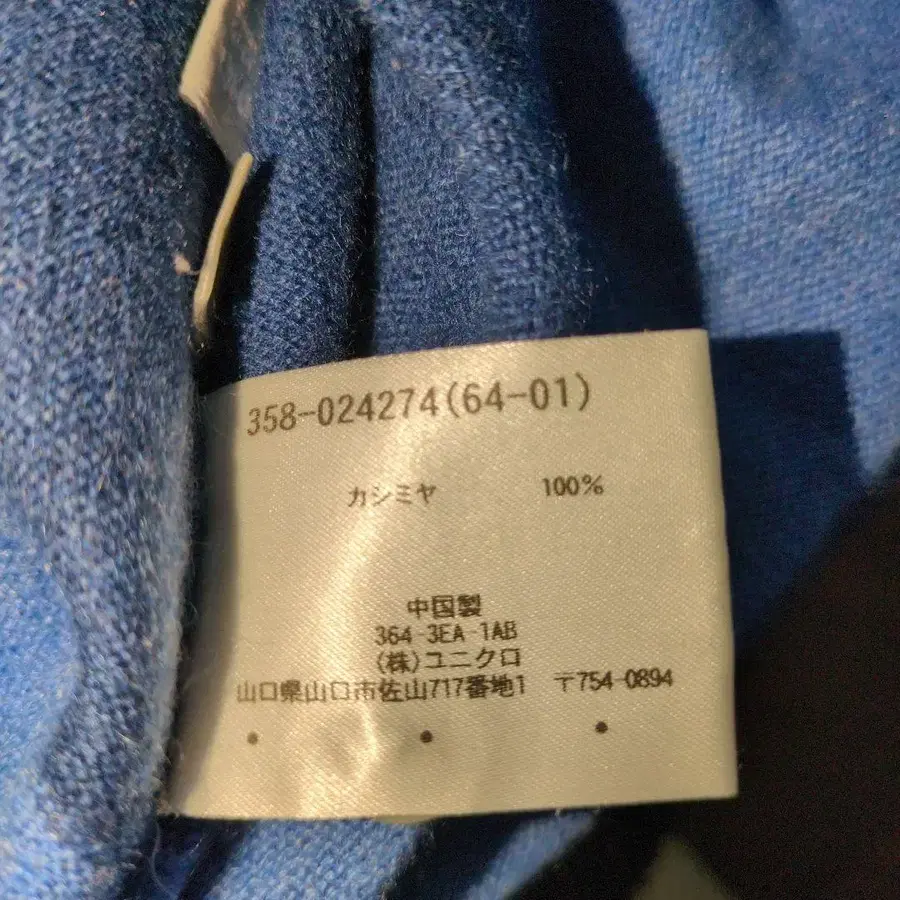 358-024274(64-01)
カシミヤ 100%
中国製
364-3EA-1AB
(株)ユニクロ
山口県山口市佐山717番地1 〒754-0894